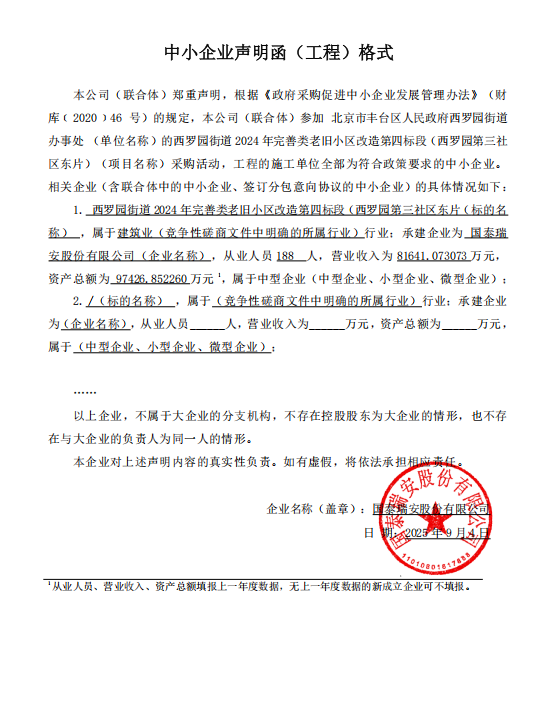 中小企业声明函（工程）格式
本公司（联合体）郑重声明，根据《政府采购促进中小企业发展管理办法》（财
库﹝2020﹞46 号）的规定，本公司（联合体）参加 北京市丰台区人民政府西罗园街道
办事处 （单位名称）的西罗园街道 2024 年完善类老旧小区改造第四标段（西罗园第三社
区东片）（项目名称）采购活动，工程的施工单位全部为符合政策要求的中小企业。
相关企业（含联合体中的中小企业、签订分包意向协议的中小企业）的具体情况如下：
1. 西罗园街道 2024 年完善类老旧小区改造第四标段（西罗园第三社区东片（标的名
称） ，属于建筑业（竞争性磋商文件中明确的所属行业）行业；承建企业为 国泰瑞
安股份有限公司（企业名称），从业人员 188 人，营业收入为 81641.073073 万元，
资产总额为 97426.852260 万元¹，属于中型企业（中型企业、小型企业、微型企业）；
2. /（标的名称） ，属于（竞争性磋商文件中明确的所属行业）行业；承建企业
为（企业名称），从业人员______人，营业收入为______万元，资产总额为______万元，
属于（中型企业、小型企业、微型企业）；
……
以上企业，不属于大企业的分支机构，不存在控股股东为大企业的情形，也不存
在与大企业的负责人为同一人的情形。
本企业对上述声明内容的真实性负责。如有虚假，将依法承担相应责任。
企业名称（盖章）：国泰瑞安股份有限公司
日 期：2025 年 9 月 4 日
国泰瑞安股份有限公司
1101080161788
¹从业人员、营业收入、资产总额填报上一年度数据，无上一年度数据的新成立企业可不填报。